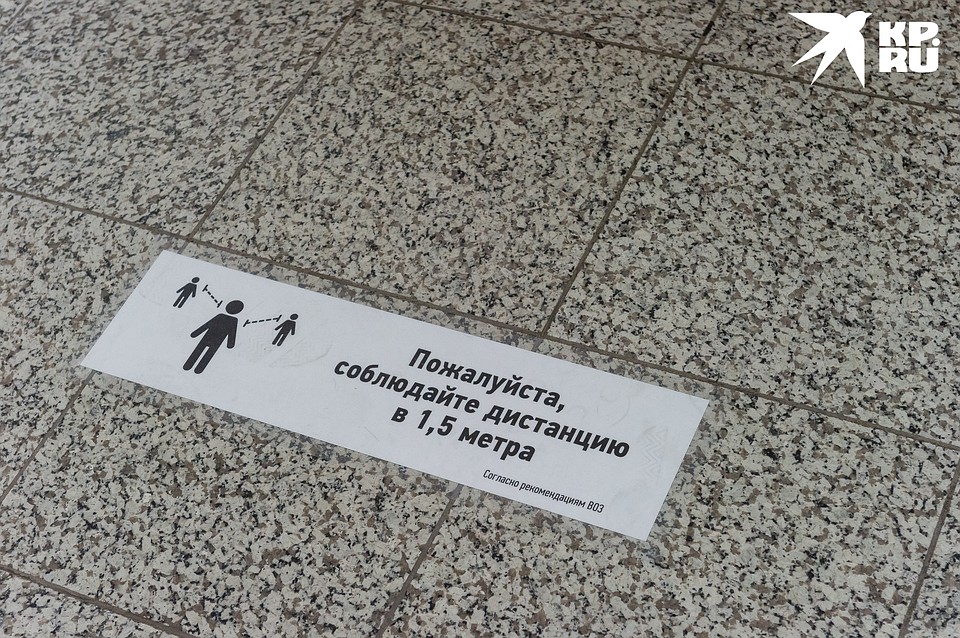 KP.
RU
Пожалуйста,
соблюдайте дистанцию
в 1,5 метра
Согласно рекомендациям ВОЗ